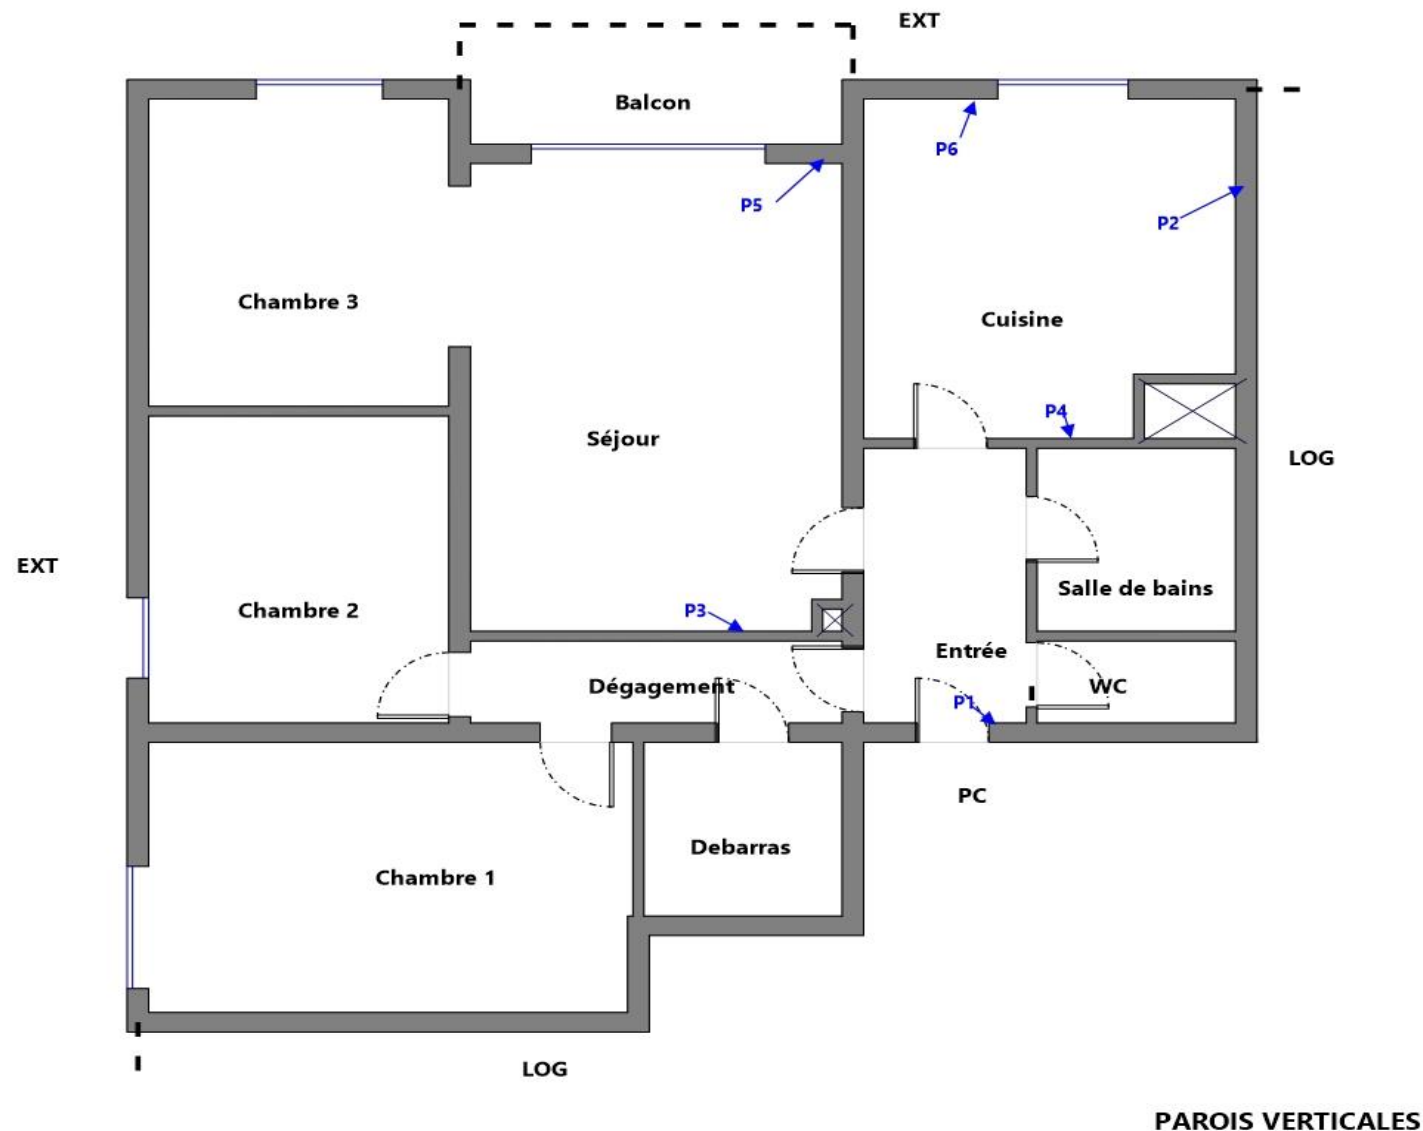 EXT
Balcon
P6
P5
P2
Chambre 3
Cuisine
P4
Séjour
LOG
EXT
Chambre 2
P3
Salle de bains
Entrée
Dégagement
WC
P1
PC
Debarras
Chambre 1
LOG
PAROIS VERTICALES